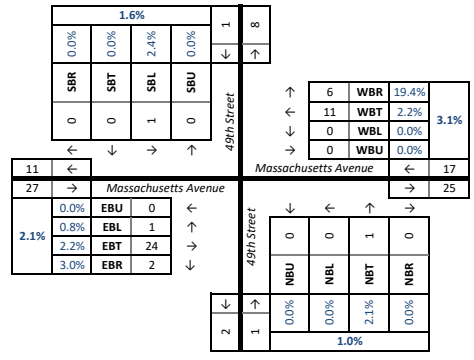 1.6%
0.0% 0.0% 2.4% 0.0%
SBR SBT SBL SBU
0 0 1 0
← ↓ → ↑
1 8
↓ ↑
49th Street
↑ 6 WBR 19.4%
← 11 WBT 2.2%
↓ 0 WBL 0.0%
→ 0 WBU 0.0%
3.1%
11 ←
Massachusetts Avenue ← 17
27 → Massachusetts Avenue
→ 25
2.1%
0.0% EBU 0 ←
0.8% EBL 1 ↑
2.2% EBT 24 →
3.0% EBR 2 ↓
49th Street
↓ ↑
2 1
↓ ← ↑ →
0 0 1 0
NBU NBL NBT NBR
0.0% 0.0% 2.1% 0.0%
1.0%